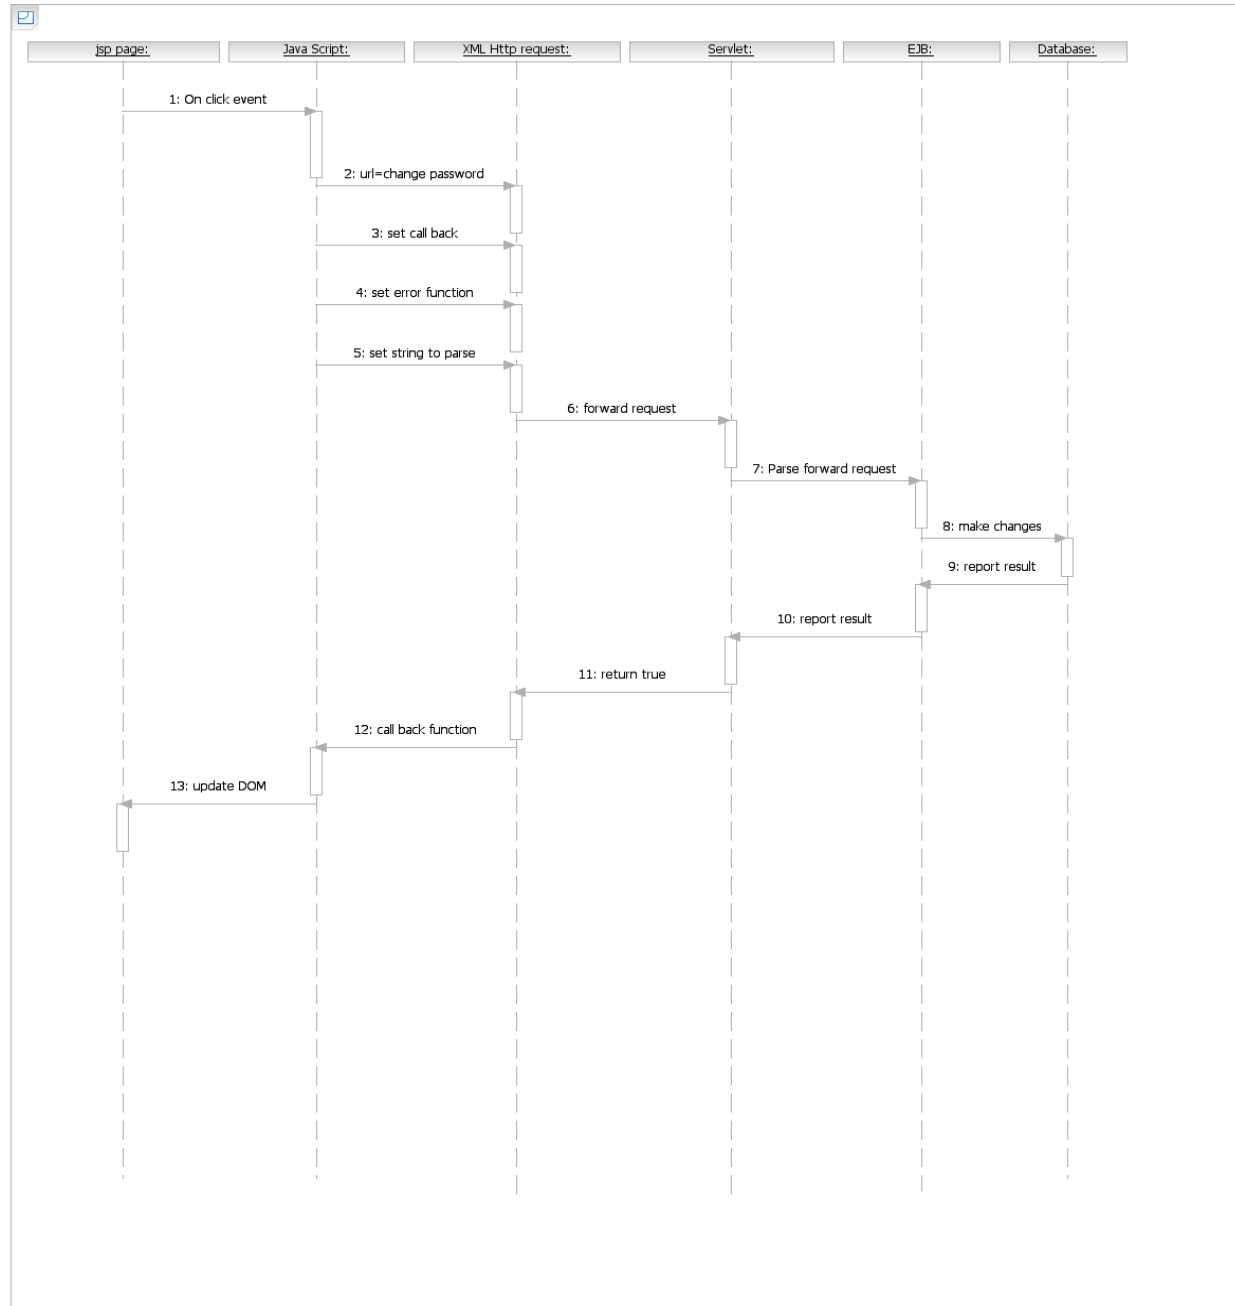 jsp page:
Java Script:
XML Http request:
Servlet:
EJB:
Database:
1: On click event
2: url=change password
3: set call back
4: set error function
5: set string to parse
6: forward request
7: Parse forward request
8: make changes
9: report result
10: report result
11: return true
12: call back function
13: update DOM